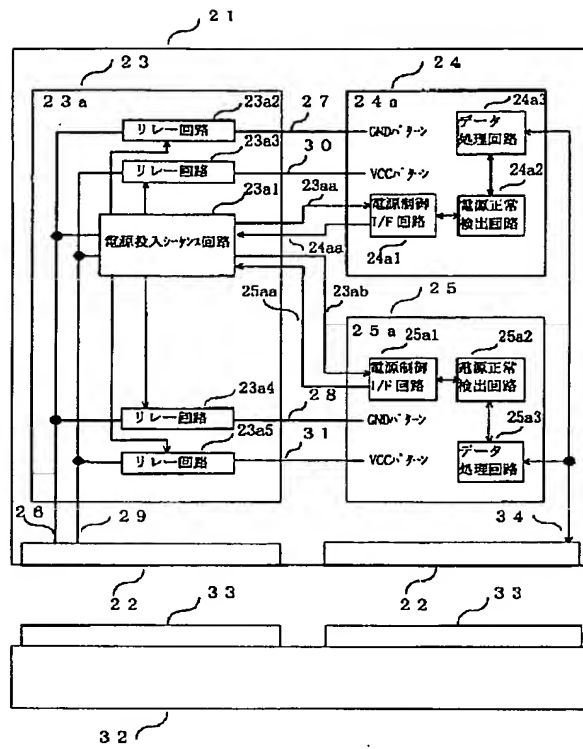 21
23
24
23a
23a2
リレー回路
27
24a
24a3
データ
処理回路
GNDパターン
23a3
リレー回路
30
VCCパターン
24a2
23a1
電源投入シーケンス回路
23aa
電源制御
I/F回路
電源正常
検出回路
24aa
24a1
25aa
23ab
25
25a
25a1
電源制御
I/F回路
25a2
電源正常
検出回路
23a4
リレー回路
28
GNDパターン
25a3
データ
処理回路
23a5
リレー回路
31
VCCパターン
26
29
34
22
22
33
33
32